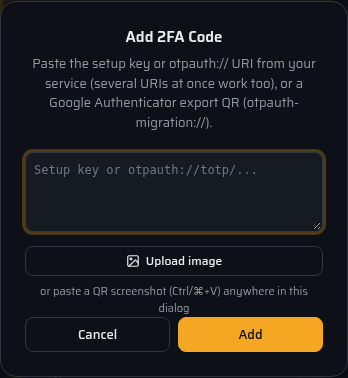 Add 2FA Code
Paste the setup key or otpauth:// URI from your
service (several URIs at once work too), or a
Google Authenticator export QR (otpauth-
migration://).
Setup key or otpauth://totp/...
Upload image
or paste a QR screenshot (Ctrl/⌘+V) anywhere in this
dialog
Cancel
Add